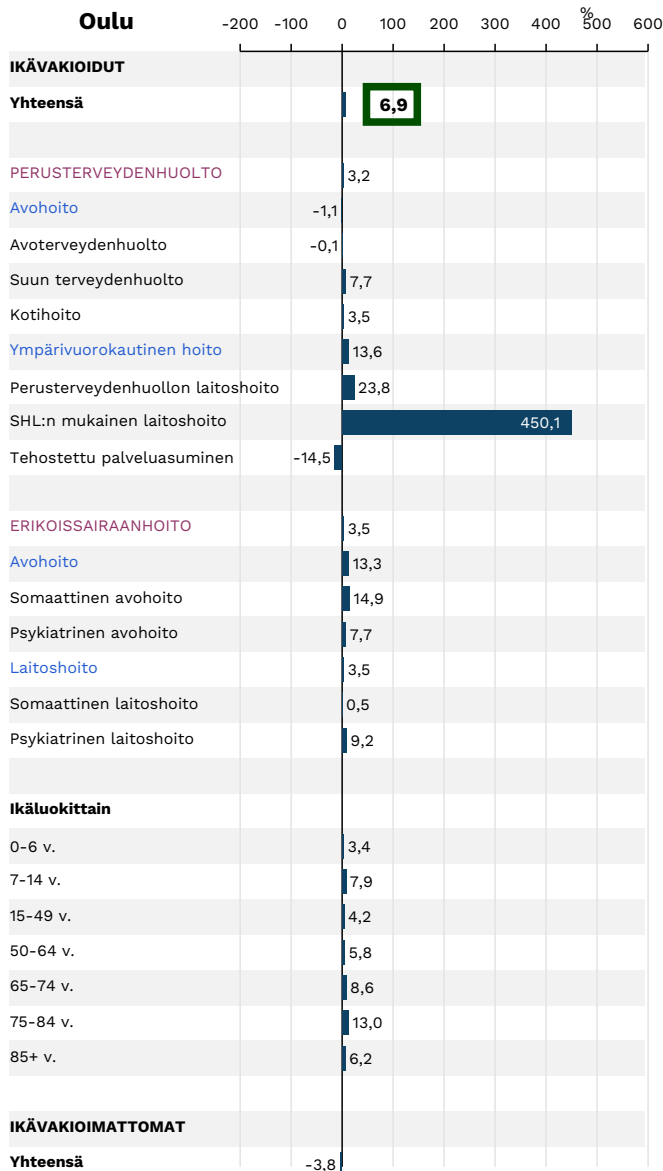 Oulu
%
-200 -100 0 100 200 300 400 500 600
IKÄVAKIOIDUT
Yhteensä 6,9
PERUSTERVEYDENHUOLTO 3,2
Avohoito -1,1
Avoterveydenhuolto -0,1
Suun terveydenhuolto 7,7
Kotihoito 3,5
Ympärivuorokautinen hoito 13,6
Perusterveydenhuollon laitoshoito 23,8
SHL:n mukainen laitoshoito 450,1
Tehostettu palveluasuminen -14,5
ERIKOISSAIRAANHOITO 3,5
Avohoito 13,3
Somaattinen avohoito 14,9
Psykiatrinen avohoito 7,7
Laitoshoito 3,5
Somaattinen laitoshoito 0,5
Psykiatrinen laitoshoito 9,2
Ikäluokittain
0-6 v. 3,4
7-14 v. 7,9
15-49 v. 4,2
50-64 v. 5,8
65-74 v. 8,6
75-84 v. 13,0
85+ v. 6,2
IKÄVAKIOIMATTOMAT
Yhteensä -3,8